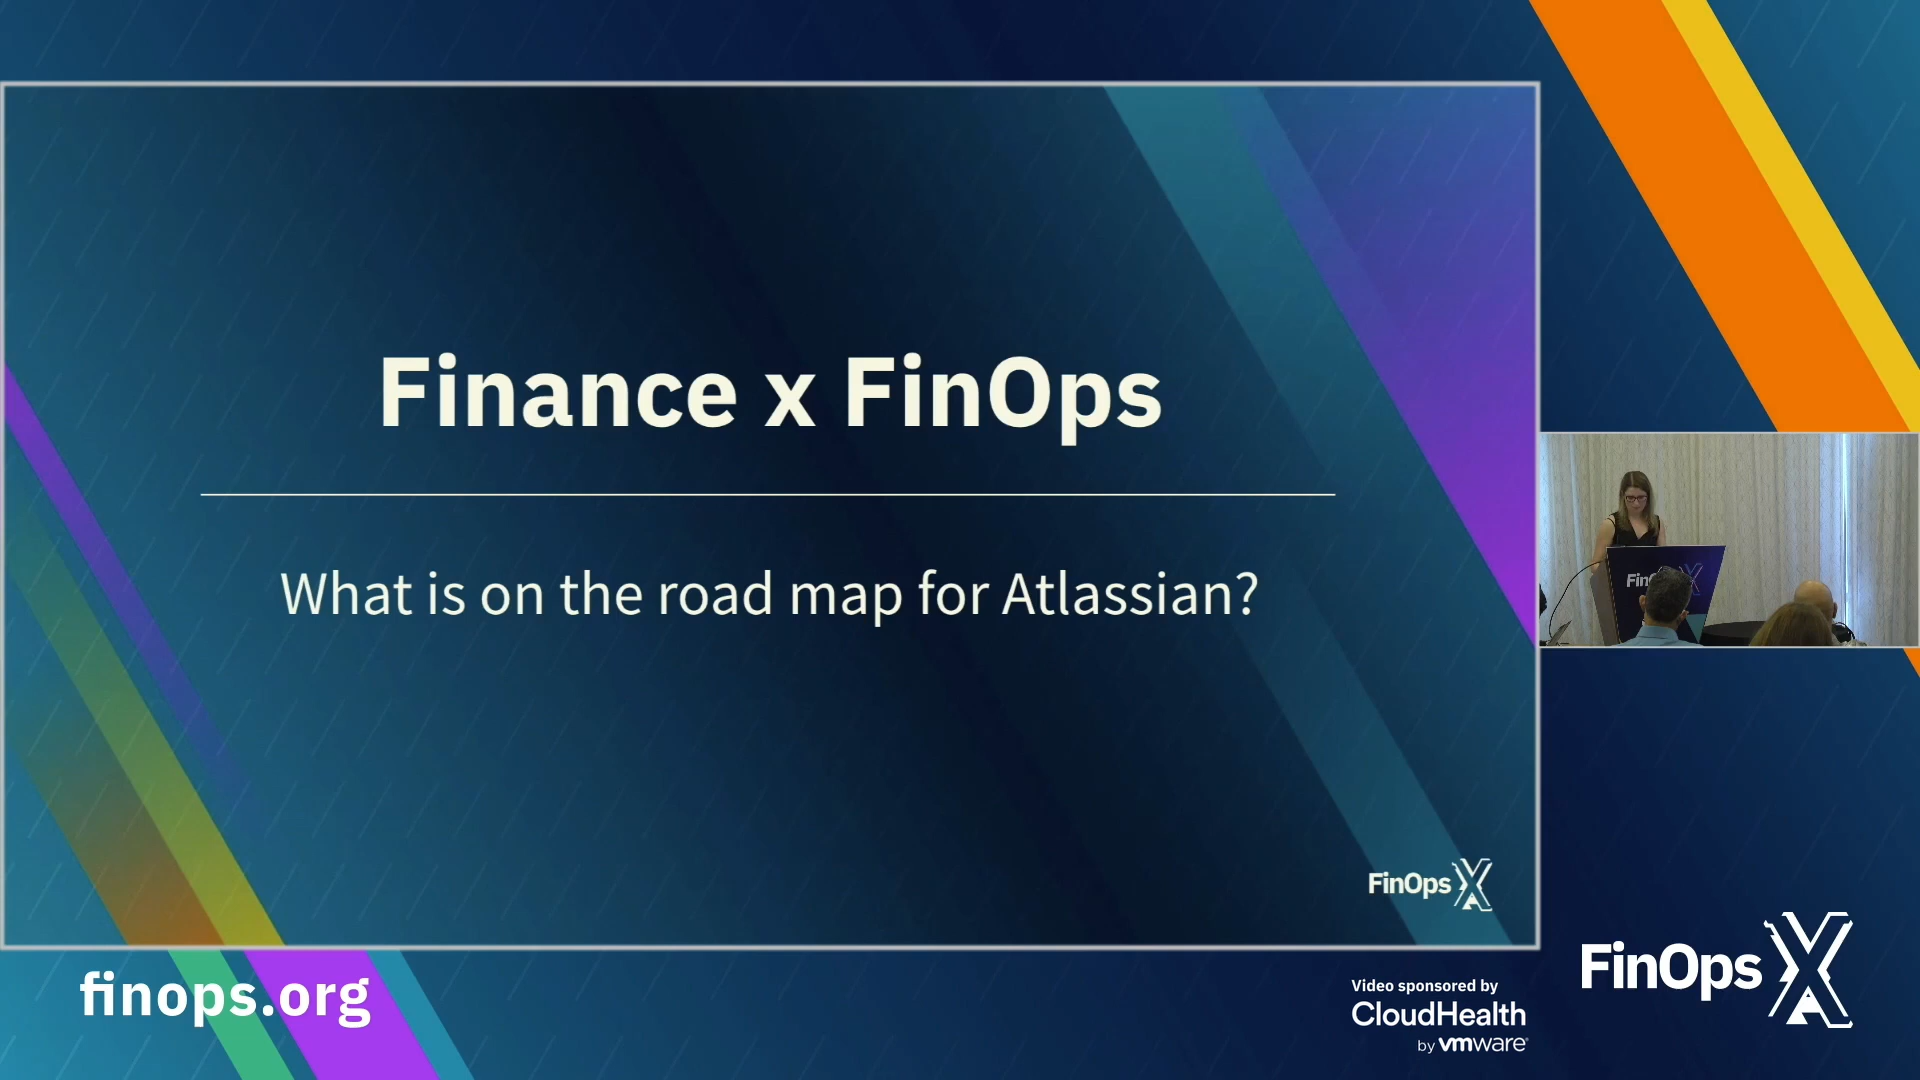 Finance x FinOps
What is on the road map for Atlassian?
FinOps X
finops.org
Video sponsored by
CloudHealth
by vmware
FinOps X